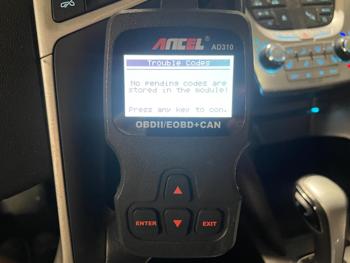 ANCEL AD310
Trouble Codes
No pending codes are
stored in the module!
Press any key to con.
OBDII/EOBD+CAN
ENTER
EXIT